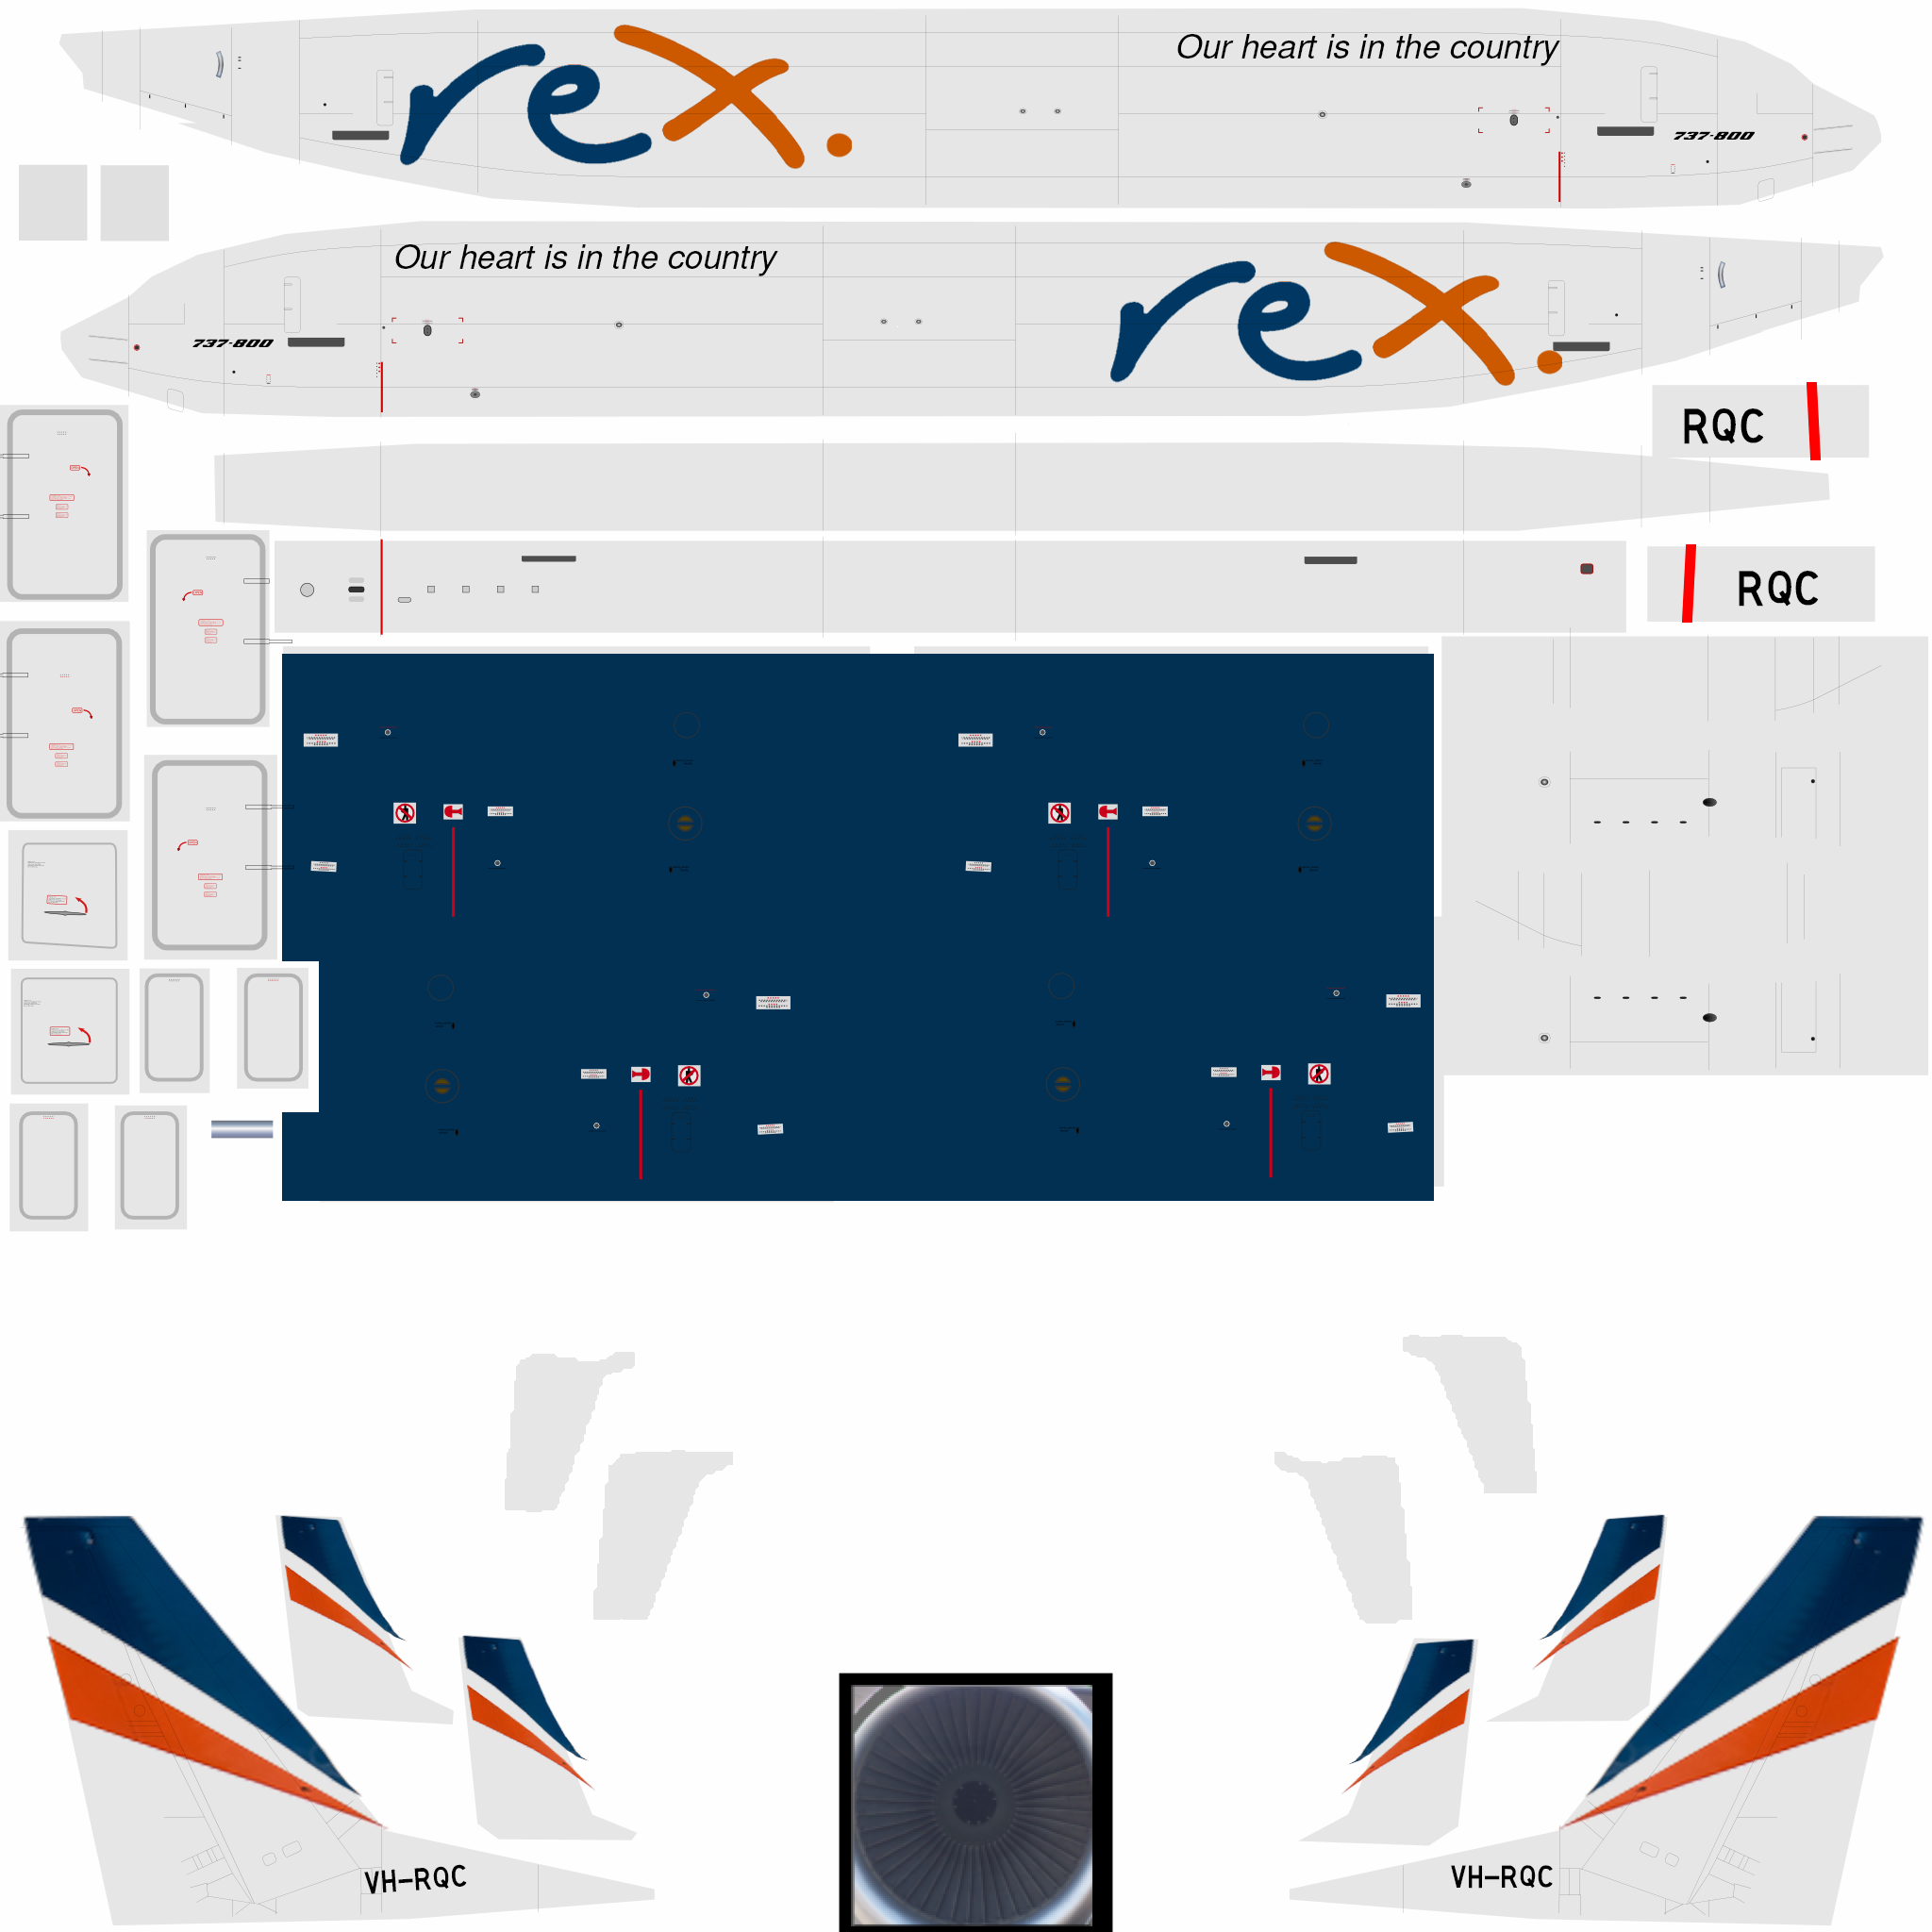 rex.
Our heart is in the country
737-800
Our heart is in the country
rex.
737-800
RQC
RQC
VH-RQC
VH-RQC